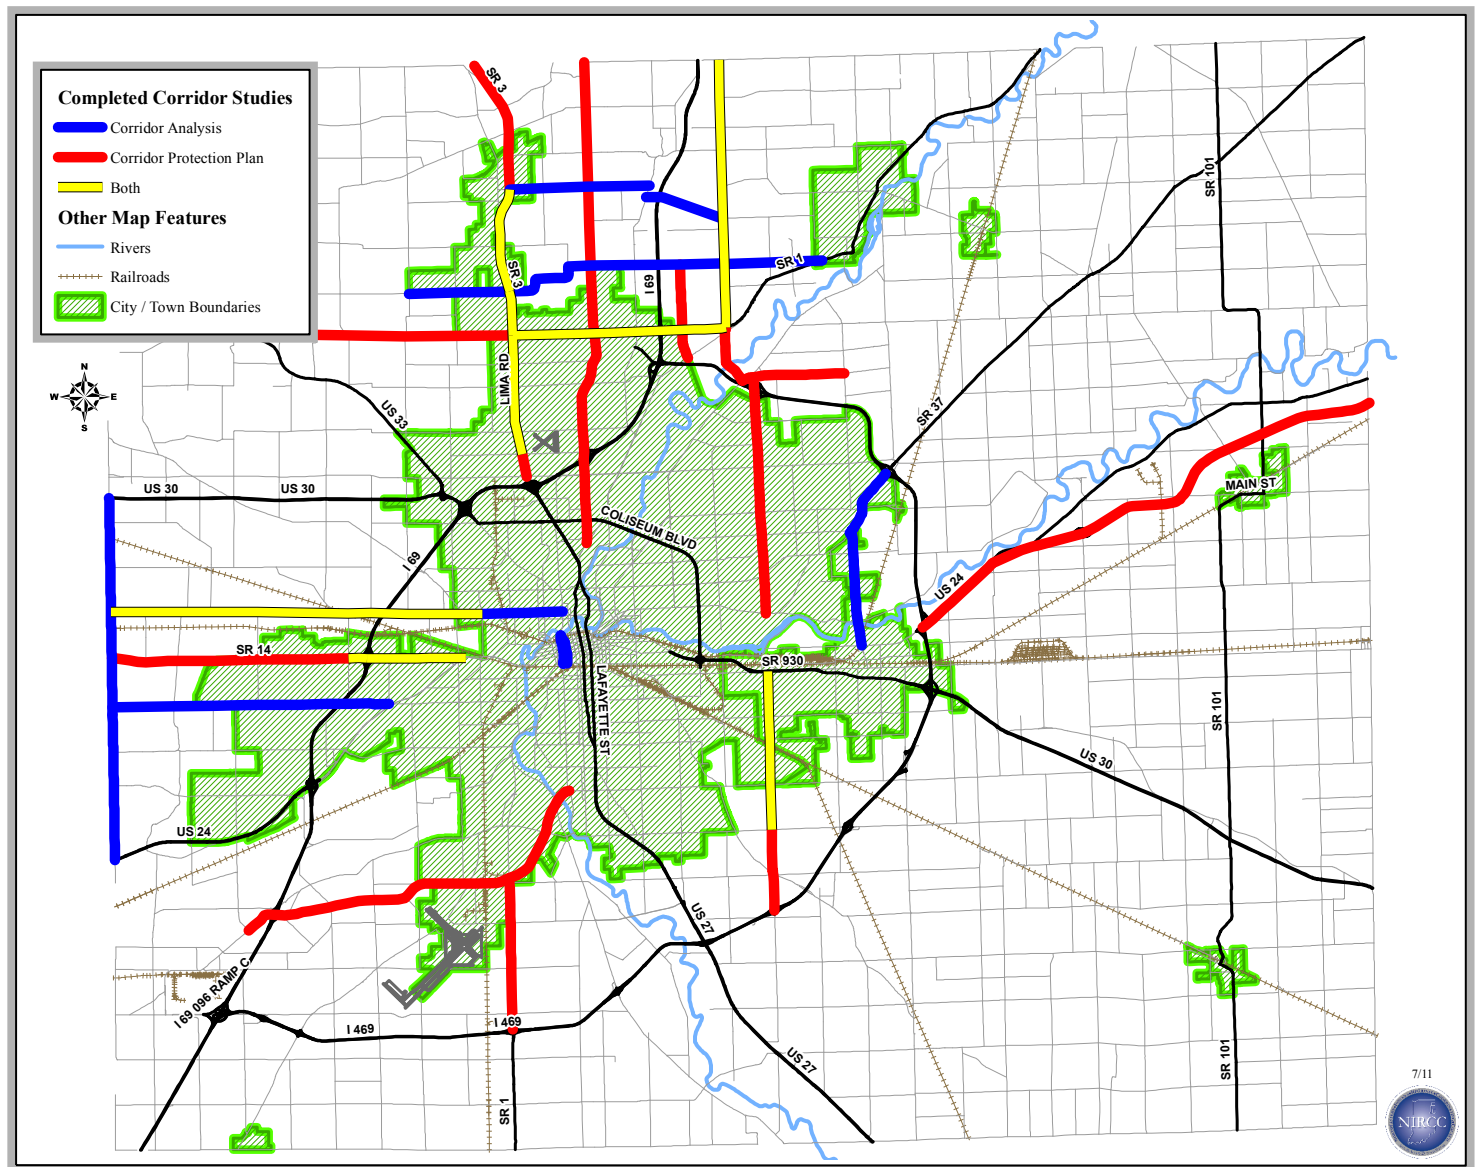 Completed Corridor Studies
Corridor Analysis
Corridor Protection Plan
Both
Other Map Features
Rivers
Railroads
City / Town Boundaries
N
W
E
S
SR 3
SR 3
I 69
SR 1
SR 101
LIMA RD
US 33
SR 37
US 30
US 30
MAIN ST
COLISEUM BLVD
I 69
US 24
SR 14
SR 930
LAFAYETTE ST
SR 101
US 30
US 24
US 27
I 69 096 RAMP C
I 469
I 469
US 27
SR 101
SR 1
7/11
NIRCC